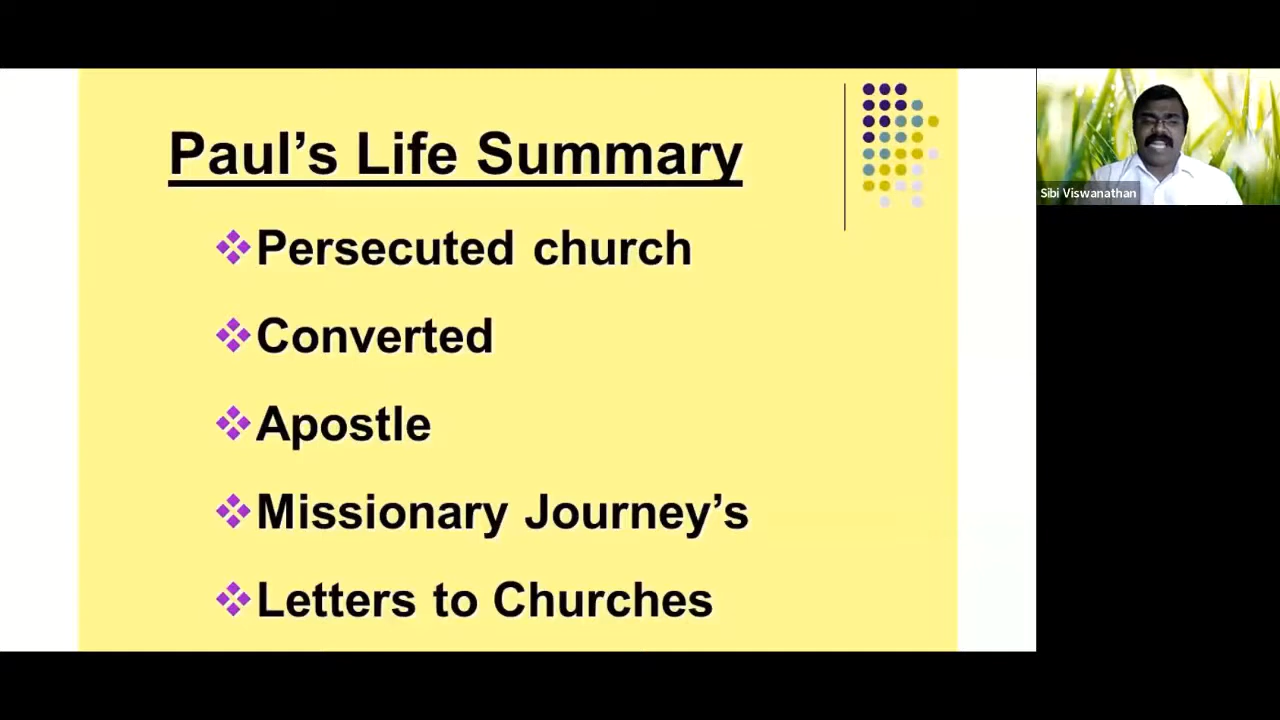 Paul’s Life Summary
Persecuted church
Converted
Apostle
Missionary Journey’s
Letters to Churches
Sibi Viswanathan